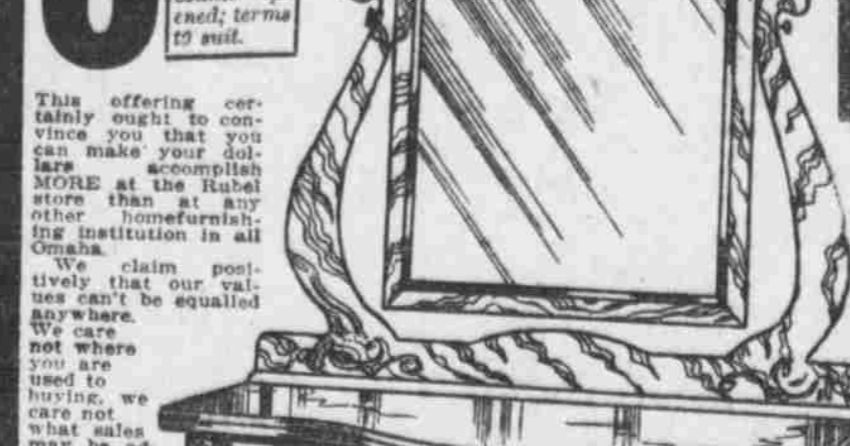 ened; terms
to suit.
This offering cer-
tainly ought to con-
vince you that you
can make your dol-
lars accomplish
MORE at the Rubel
store than at any
other homefurnish-
ing institution in all
Omaha.
We claim posi-
tively that our val-
ues can't be equalled
anywhere.
We care
not where
you are
used to
buying, we
care not
what sales
may be ad-